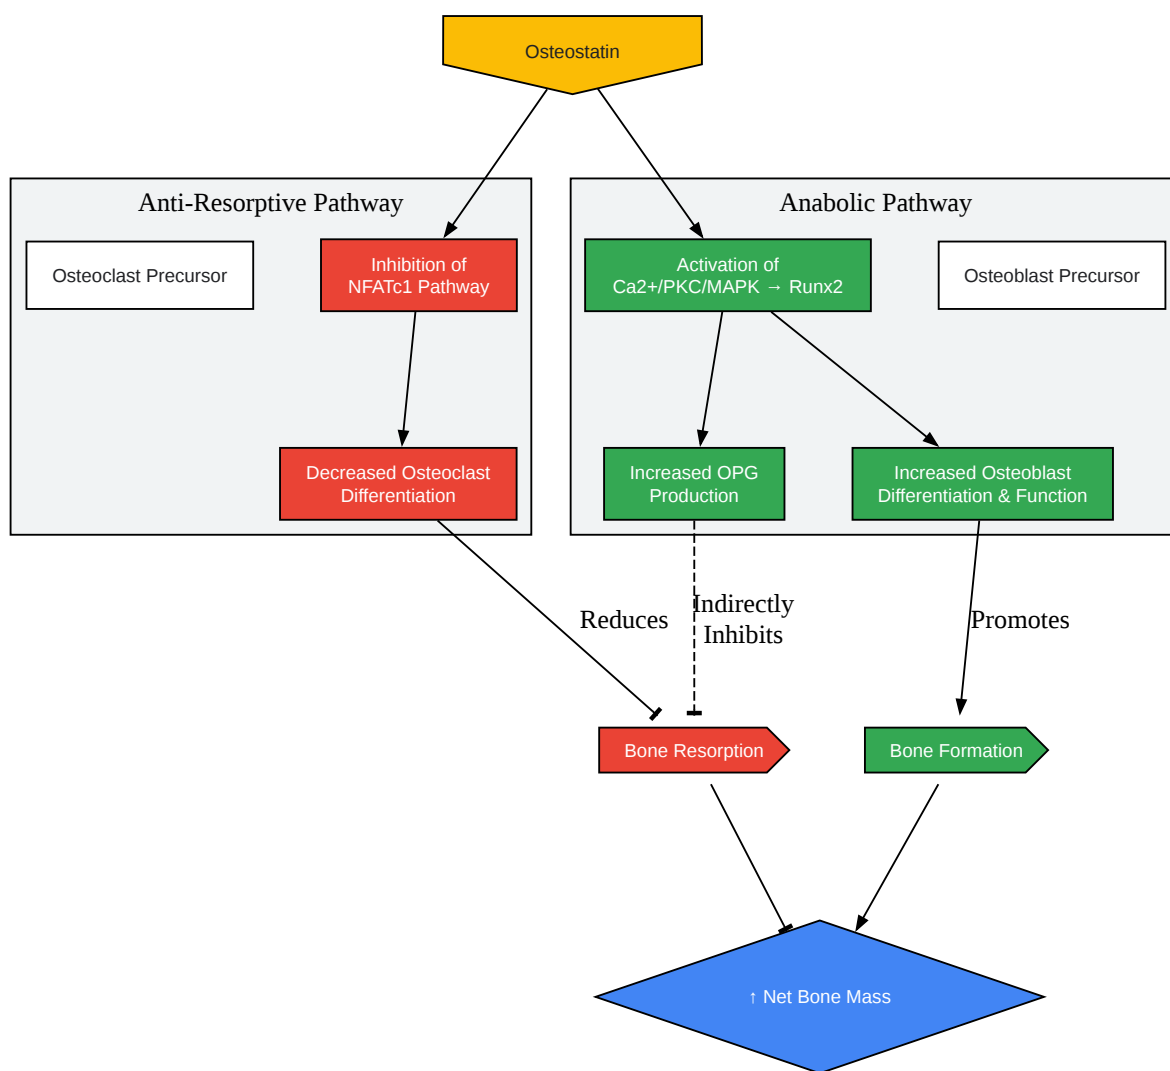 Osteostatin
Anti-Resorptive Pathway
Anabolic Pathway
Osteoclast Precursor
Inhibition of
NFATc1 Pathway
Activation of
Ca2+/PKC/MAPK → Runx2
Osteoblast Precursor
Decreased Osteoclast
Differentiation
Increased OPG
Production
Increased Osteoblast
Differentiation & Function
Reduces
Indirectly
Inhibits
Promotes
Bone Resorption
Bone Formation
↑ Net Bone Mass